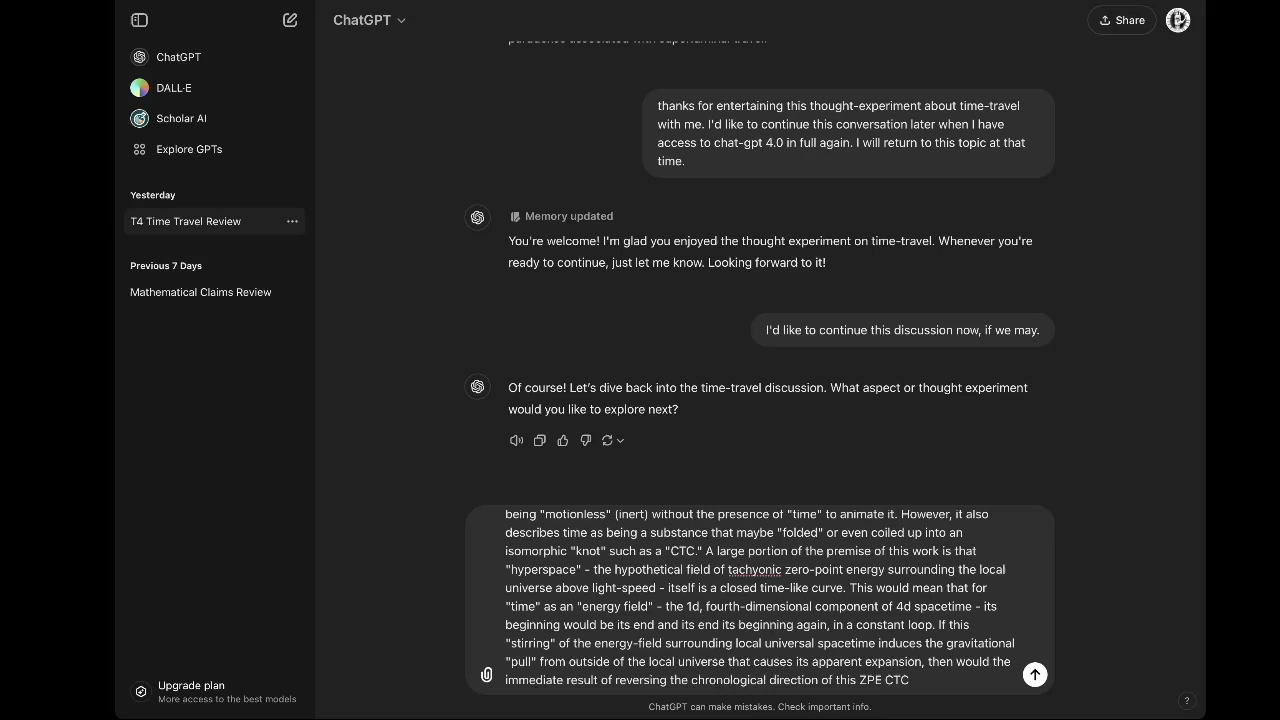 ChatGPT
Share
ChatGPT
DALL·E
Scholar AI
Explore GPTs
Yesterday
T4 Time Travel Review
Previous 7 Days
Mathematical Claims Review
Upgrade plan
More access to the best models
thanks for entertaining this thought-experiment about time-travel
with me. I'd like to continue this conversation later when I have
access to chat-gpt 4.0 in full again. I will return to this topic at that
time.
Memory updated
You're welcome! I'm glad you enjoyed the thought experiment on time-travel. Whenever you're
ready to continue, just let me know. Looking forward to it!
I'd like to continue this discussion now, if we may.
Of course! Let's dive back into the time-travel discussion. What aspect or thought experiment
would you like to explore next?
being "motionless" (inert) without the presence of "time" to animate it. However, it also
describes time as being a substance that maybe "folded" or even coiled up into an
isomorphic "knot" such as a "CTC." A large portion of the premise of this work is that
"hyperspace" - the hypothetical field of tachyonic zero-point energy surrounding the local
universe above light-speed - itself is a closed time-like curve. This would mean that for
"time" as an "energy field" - the 1d, fourth-dimensional component of 4d spacetime - its
beginning would be its end and its end its beginning again, in a constant loop. If this
"stirring" of the energy-field surrounding local universal spacetime induces the gravitational
"pull" from outside of the local universe that causes its apparent expansion, then would the
immediate result of reversing the chronological direction of this ZPE CTC
ChatGPT can make mistakes. Check important info.
?